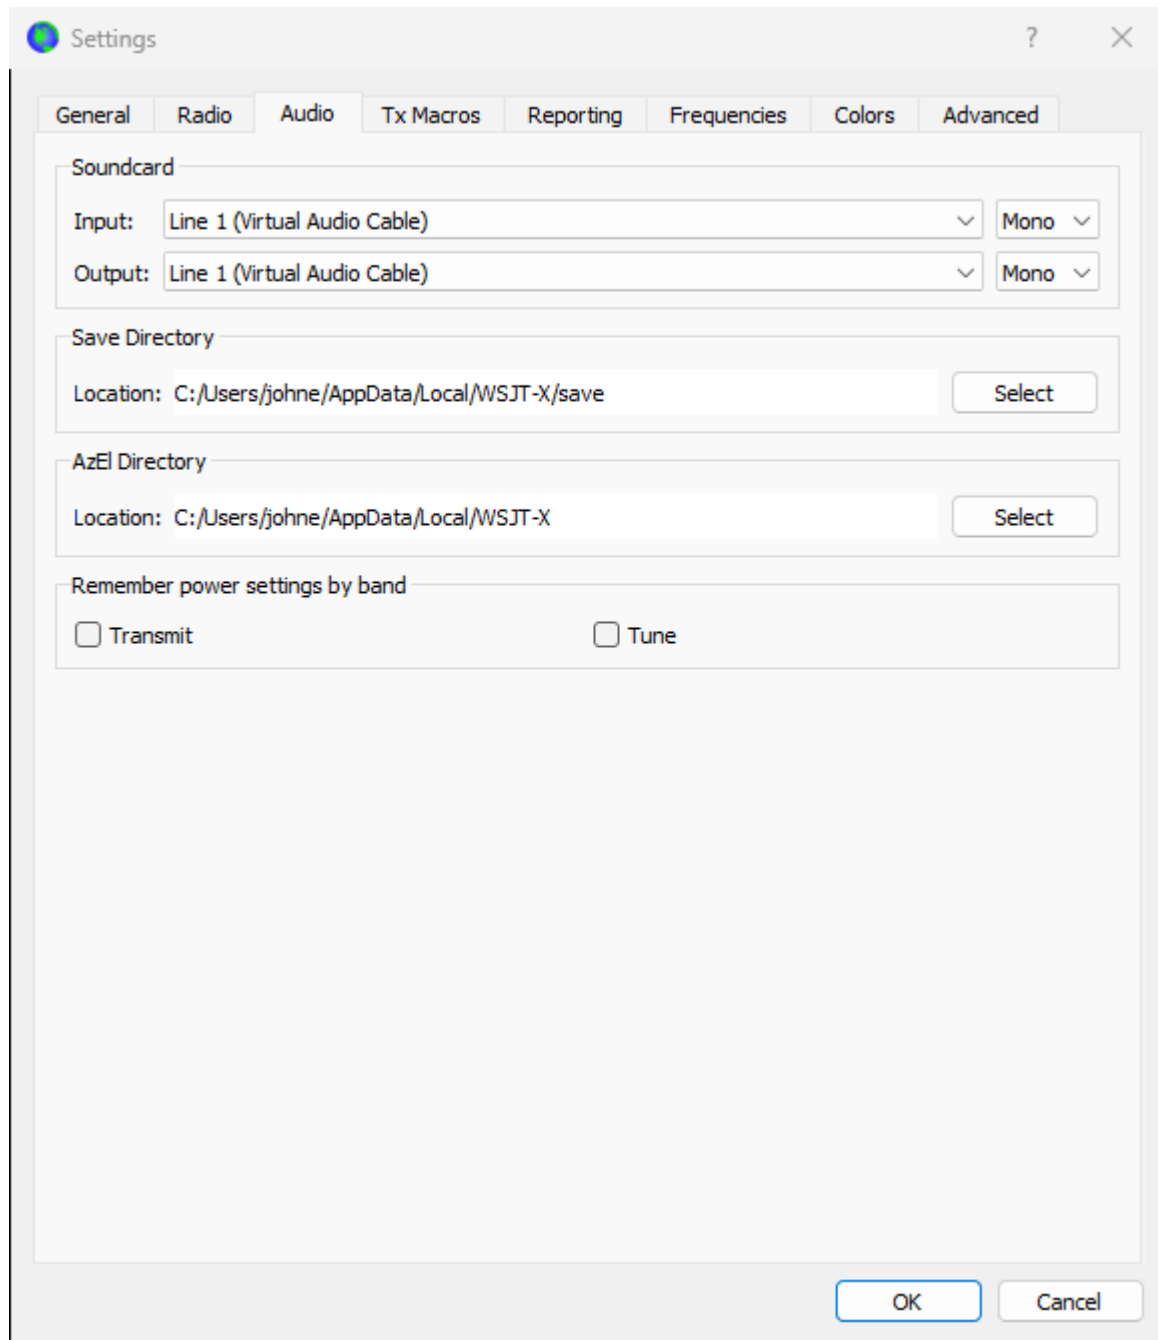 Settings
General Radio Audio Tx Macros Reporting Frequencies Colors Advanced
Soundcard
Input: Line 1 (Virtual Audio Cable) Mono
Output: Line 1 (Virtual Audio Cable) Mono
Save Directory
Location: C:/Users/johne/AppData/Local/WSJT-X/save Select
AzEl Directory
Location: C:/Users/johne/AppData/Local/WSJT-X Select
Remember power settings by band
Transmit Tune
OK Cancel